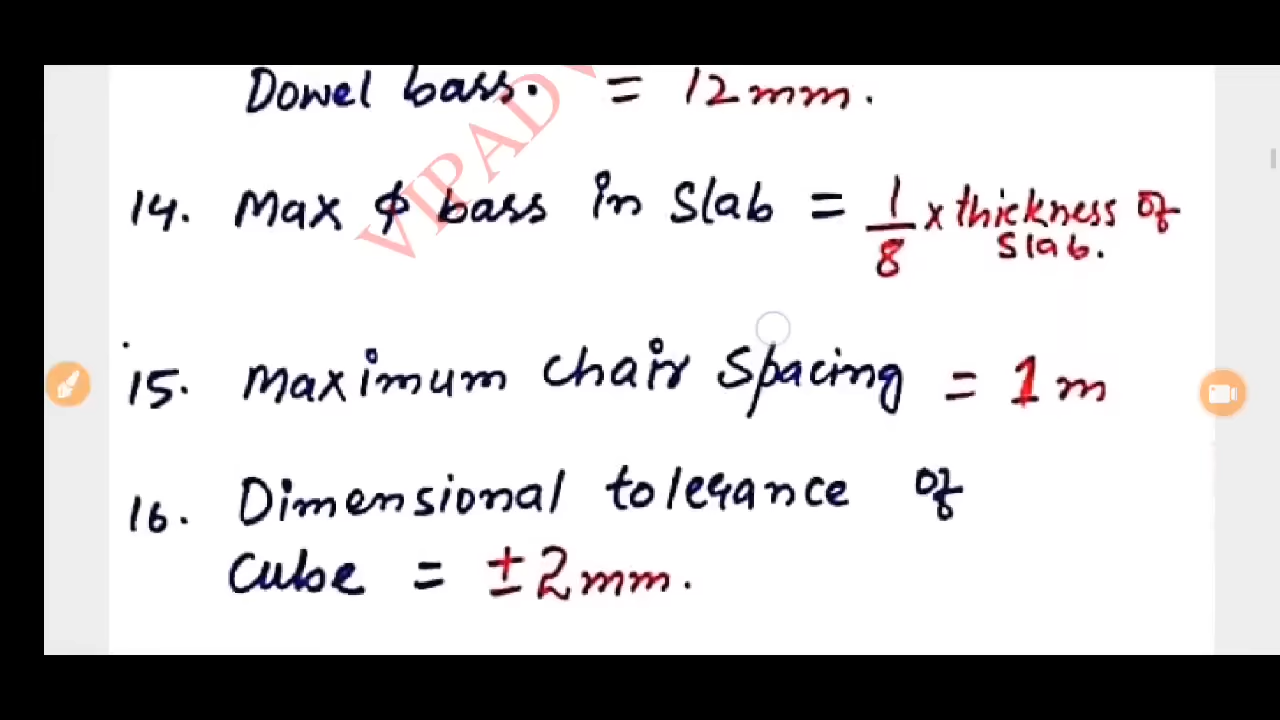 Dowel bars. = 12mm.
14. Max ϕ bars in Slab = 1/8 x thickness of
Slab.
15. Maximum Chair Spacing = 1m
16. Dimensional tolerance of
Cube = ±2mm.
VIPAD